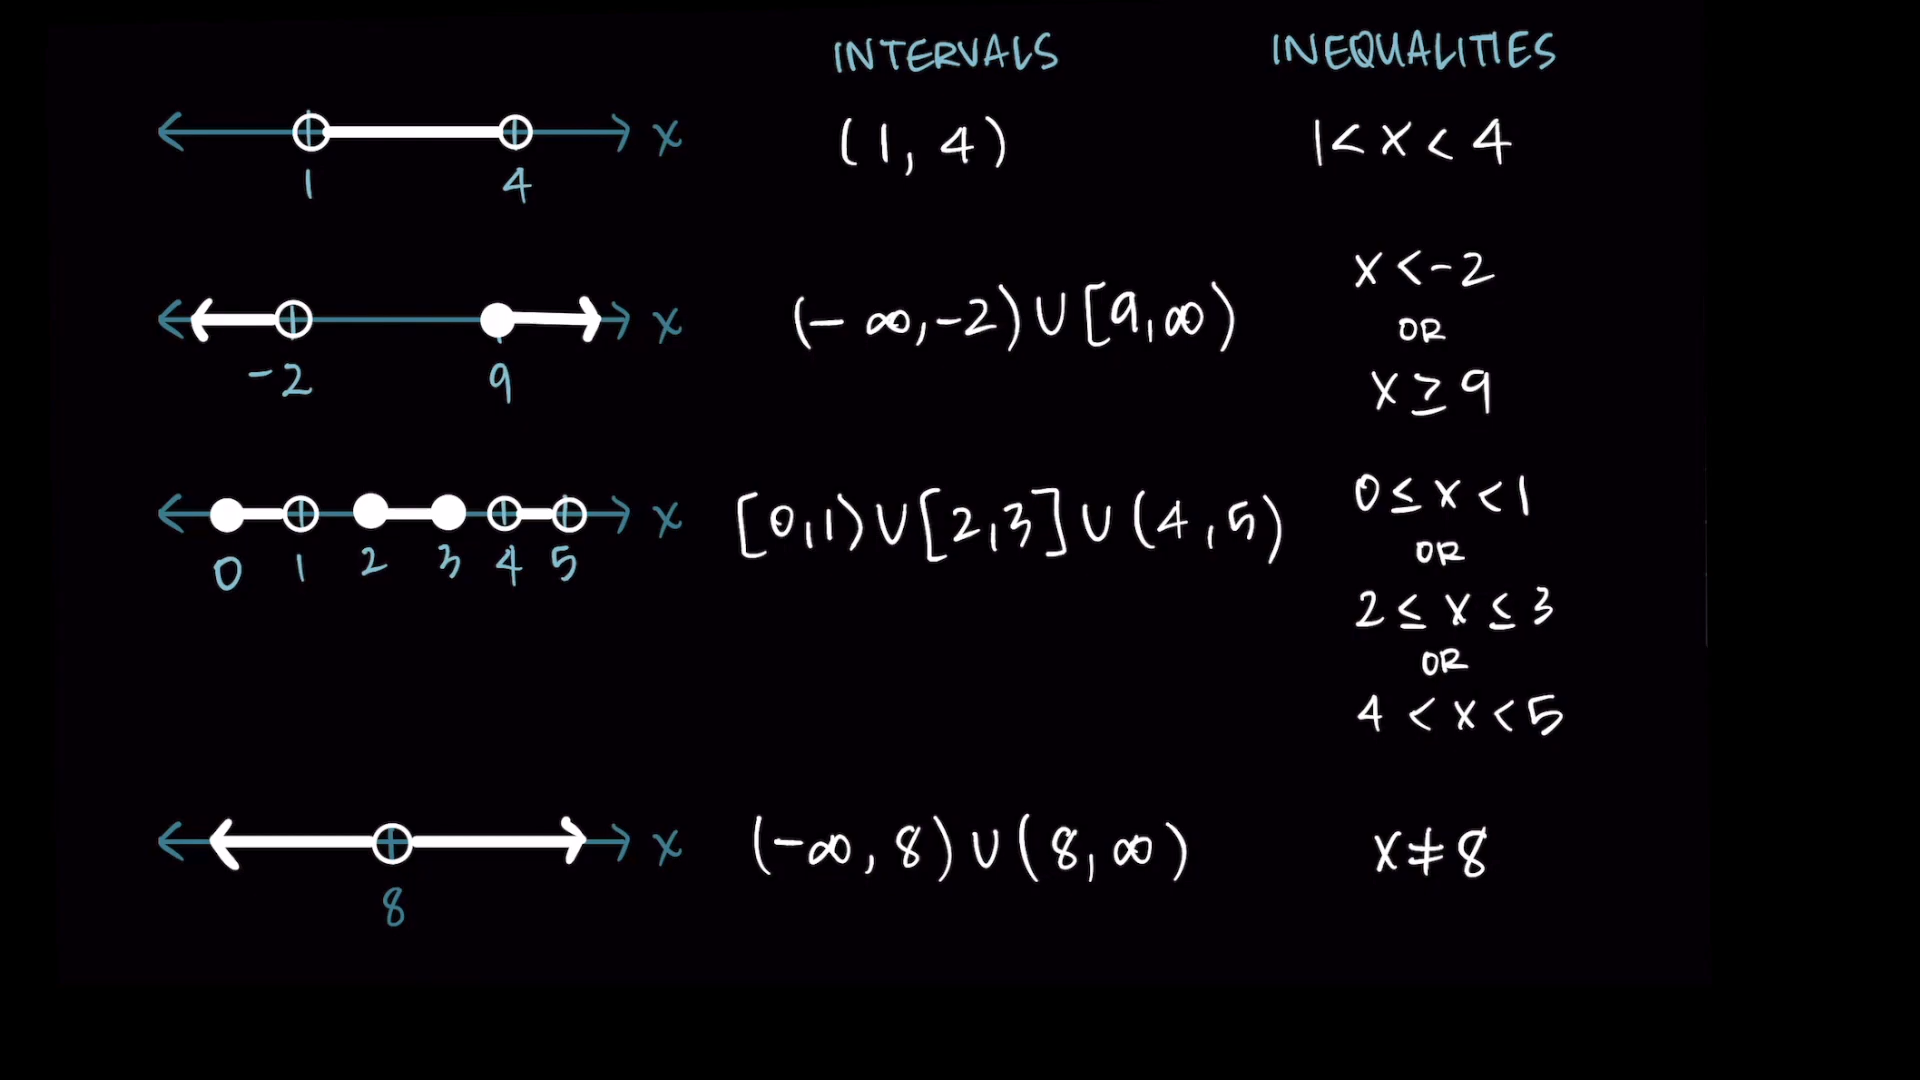 INTERVALS INEQUALITIES
x (1, 4) 1 < x < 4
1 4
x < -2
x (-∞, -2) ∪ [9, ∞) OR
-2 9 x ≥ 9
x [0,1) ∪ [2,3] ∪ (4,5) 0 ≤ x < 1
0 1 2 3 4 5 OR
2 ≤ x ≤ 3
OR
4 < x < 5
x (-∞, 8) ∪ (8, ∞) x ≠ 8
8